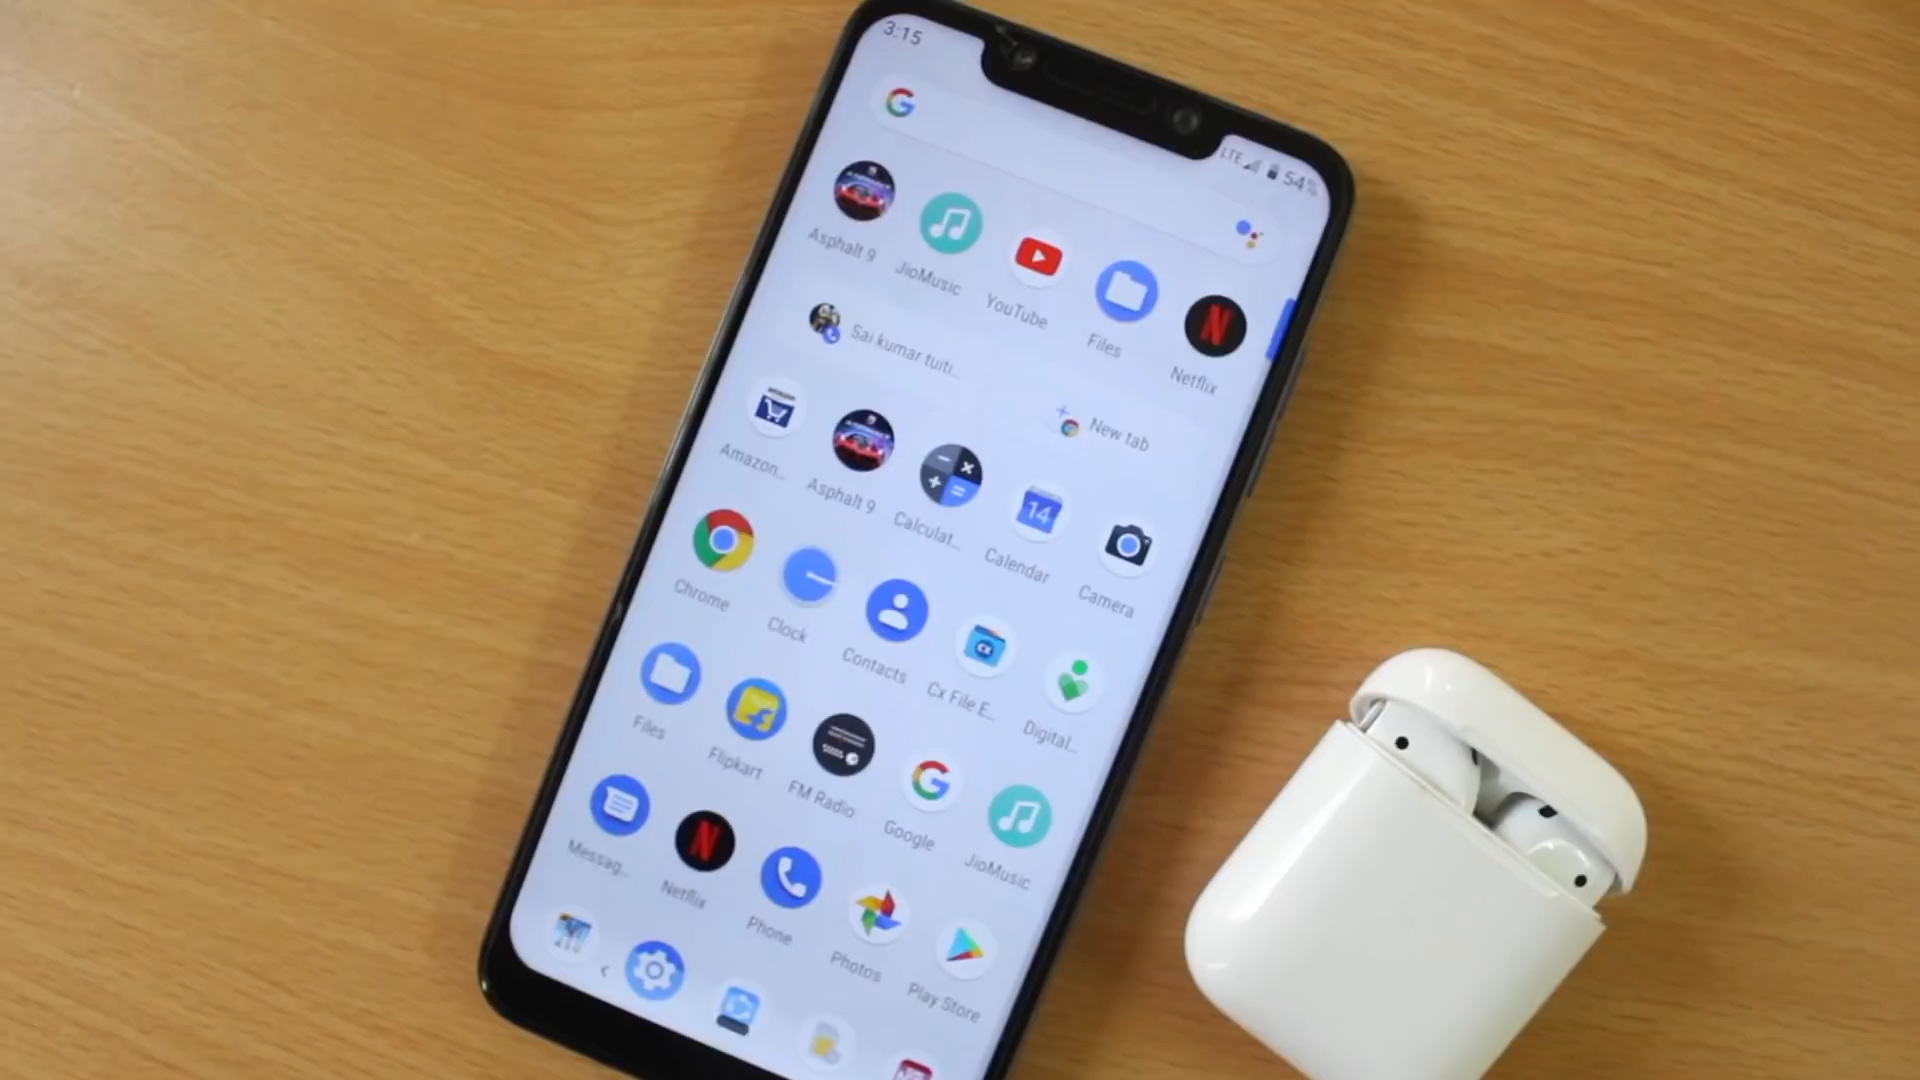 3:15
LTE 54%
Asphalt 9 JioMusic YouTube Files Netflix
Sai kumar tuiti... New tab
Amazon... Asphalt 9 Calculat... Calendar Camera
14
Chrome Clock Contacts Cx File E... Digital...
CX
Files Flipkart FM Radio Google JioMusic
Messag... Netflix Phone Photos Play Store